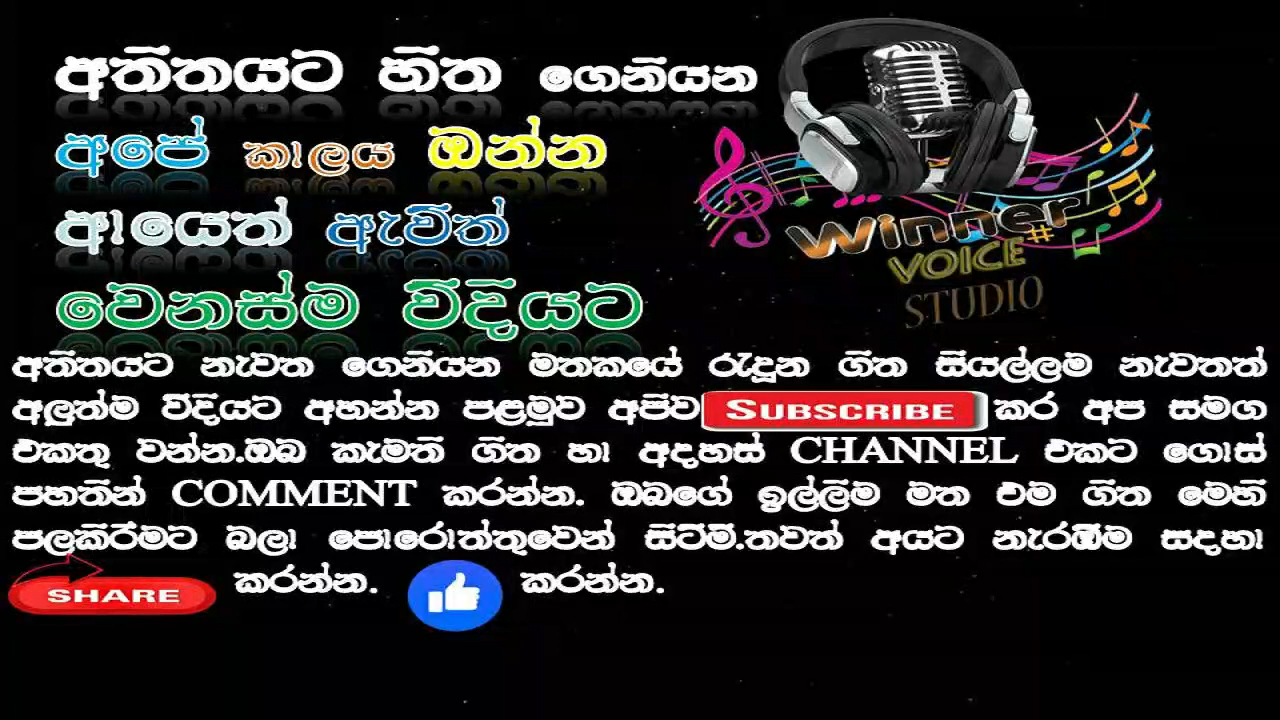 අතීතයට හිත ගෙනියන
අපේ කාලය ඔන්න
ආයෙත් ඇවිත්
වෙනස්ම විදියට
Winner
# VOICE
STUDIO
අතීතයට නැවත ගෙනියන මතකයේ රැඳුන ගීත සියල්ලම නැවතත්
අලුත්ම විදියට අහන්න පළමුව අපිව SUBSCRIBE කර අප සමග
එකතු වන්න.ඔබ කැමති ගීත හා අදහස් CHANNEL එකට ගොස්
පහතින් COMMENT කරන්න. ඔබගේ ඉල්ලීම මත එම ගීත මෙහි
පලකිරීමට බලා පොරොත්තුවෙන් සිටිමි.තවත් අයට නැරඹීම සදහා
SHARE කරන්න. කරන්න.